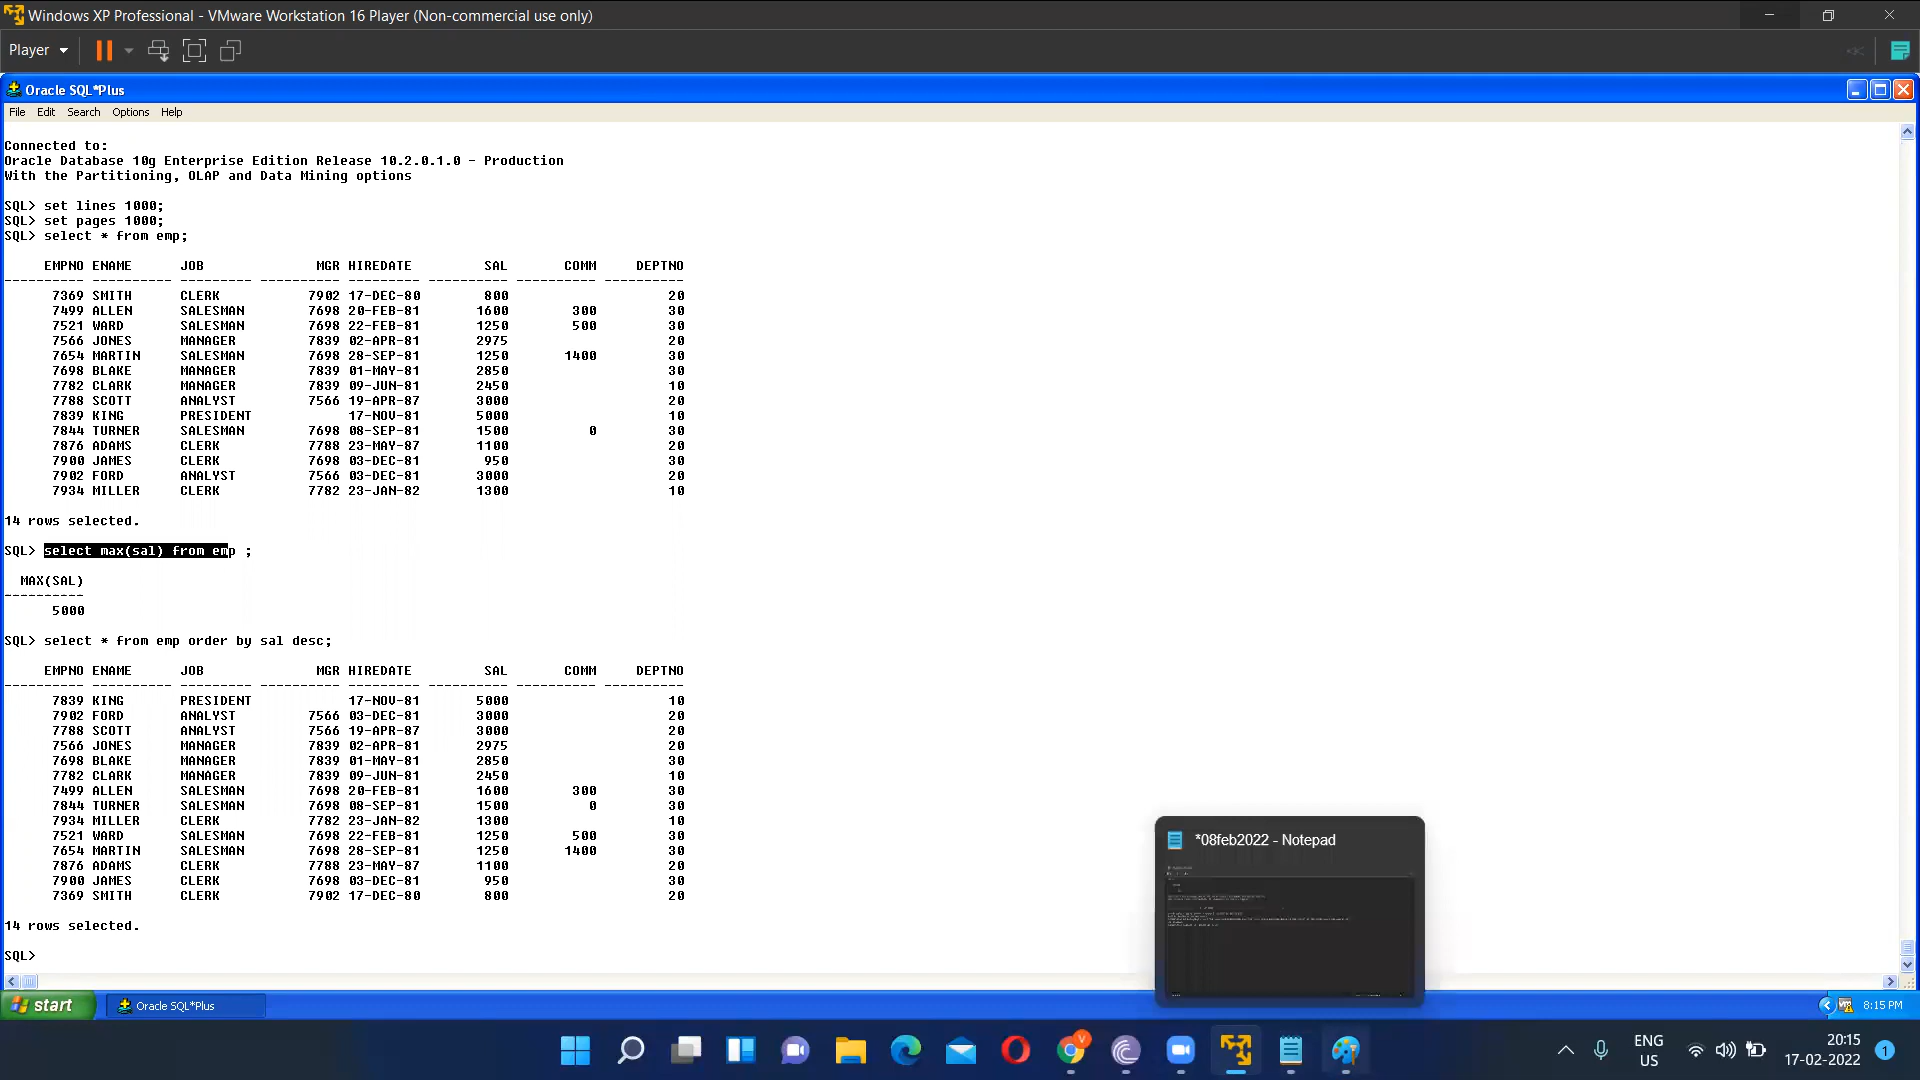 Windows XP Professional - VMware Workstation 16 Player (Non-commercial use only)
Player
Oracle SQL*Plus
File Edit Search Options Help
Connected to:
Oracle Database 10g Enterprise Edition Release 10.2.0.1.0 - Production
With the Partitioning, OLAP and Data Mining options
SQL> set lines 1000;
SQL> set pages 1000;
SQL> select * from emp;
EMPNO ENAME JOB MGR HIREDATE SAL COMM DEPTNO
---------- ---------- --------- ---------- --------- ---------- ---------- ----------
7369 SMITH CLERK 7902 17-DEC-80 800 20
7499 ALLEN SALESMAN 7698 20-FEB-81 1600 300 30
7521 WARD SALESMAN 7698 22-FEB-81 1250 500 30
7566 JONES MANAGER 7839 02-APR-81 2975 20
7654 MARTIN SALESMAN 7698 28-SEP-81 1250 1400 30
7698 BLAKE MANAGER 7839 01-MAY-81 2850 30
7782 CLARK MANAGER 7839 09-JUN-81 2450 10
7788 SCOTT ANALYST 7566 19-APR-87 3000 20
7839 KING PRESIDENT 17-NOV-81 5000 10
7844 TURNER SALESMAN 7698 08-SEP-81 1500 0 30
7876 ADAMS CLERK 7788 23-MAY-87 1100 20
7900 JAMES CLERK 7698 03-DEC-81 950 30
7902 FORD ANALYST 7566 03-DEC-81 3000 20
7934 MILLER CLERK 7782 23-JAN-82 1300 10
14 rows selected.
SQL> select max(sal) from emp ;
MAX(SAL)
----------
5000
SQL> select * from emp order by sal desc;
EMPNO ENAME JOB MGR HIREDATE SAL COMM DEPTNO
---------- ---------- --------- ---------- --------- ---------- ---------- ----------
7839 KING PRESIDENT 17-NOV-81 5000 10
7902 FORD ANALYST 7566 03-DEC-81 3000 20
7788 SCOTT ANALYST 7566 19-APR-87 3000 20
7566 JONES MANAGER 7839 02-APR-81 2975 20
7698 BLAKE MANAGER 7839 01-MAY-81 2850 30
7782 CLARK MANAGER 7839 09-JUN-81 2450 10
7499 ALLEN SALESMAN 7698 20-FEB-81 1600 300 30
7844 TURNER SALESMAN 7698 08-SEP-81 1500 0 30
7934 MILLER CLERK 7782 23-JAN-82 1300 10
7521 WARD SALESMAN 7698 22-FEB-81 1250 500 30
7654 MARTIN SALESMAN 7698 28-SEP-81 1250 1400 30
7876 ADAMS CLERK 7788 23-MAY-87 1100 20
7900 JAMES CLERK 7698 03-DEC-81 950 30
7369 SMITH CLERK 7902 17-DEC-80 800 20
14 rows selected.
SQL>
*08feb2022 - Notepad
start Oracle SQL*Plus 8:15 PM
V
ENG
US
20:15
17-02-2022
1